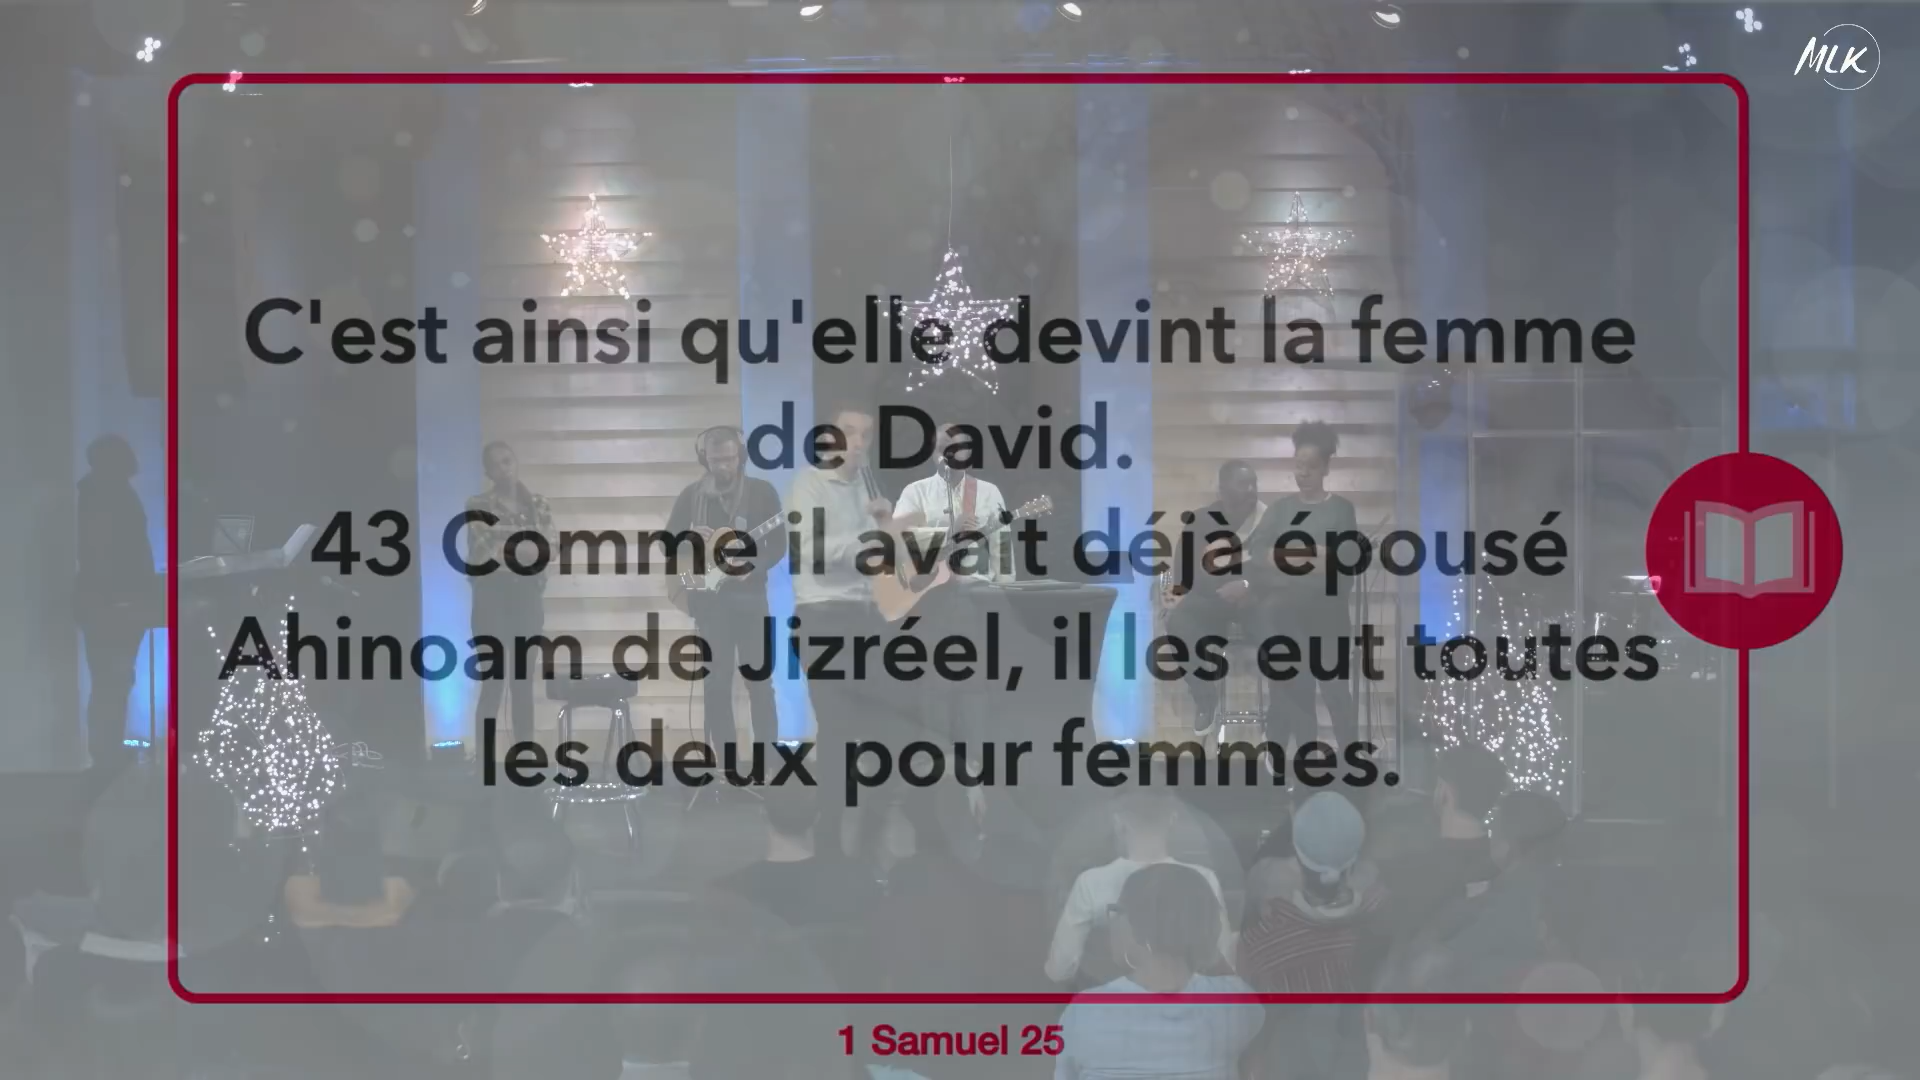 MLK
C'est ainsi qu'elle devint la femme
de David.
43 Comme il avait déjà épousé
Ahinoam de Jizréel, il les eut toutes
les deux pour femmes.
1 Samuel 25